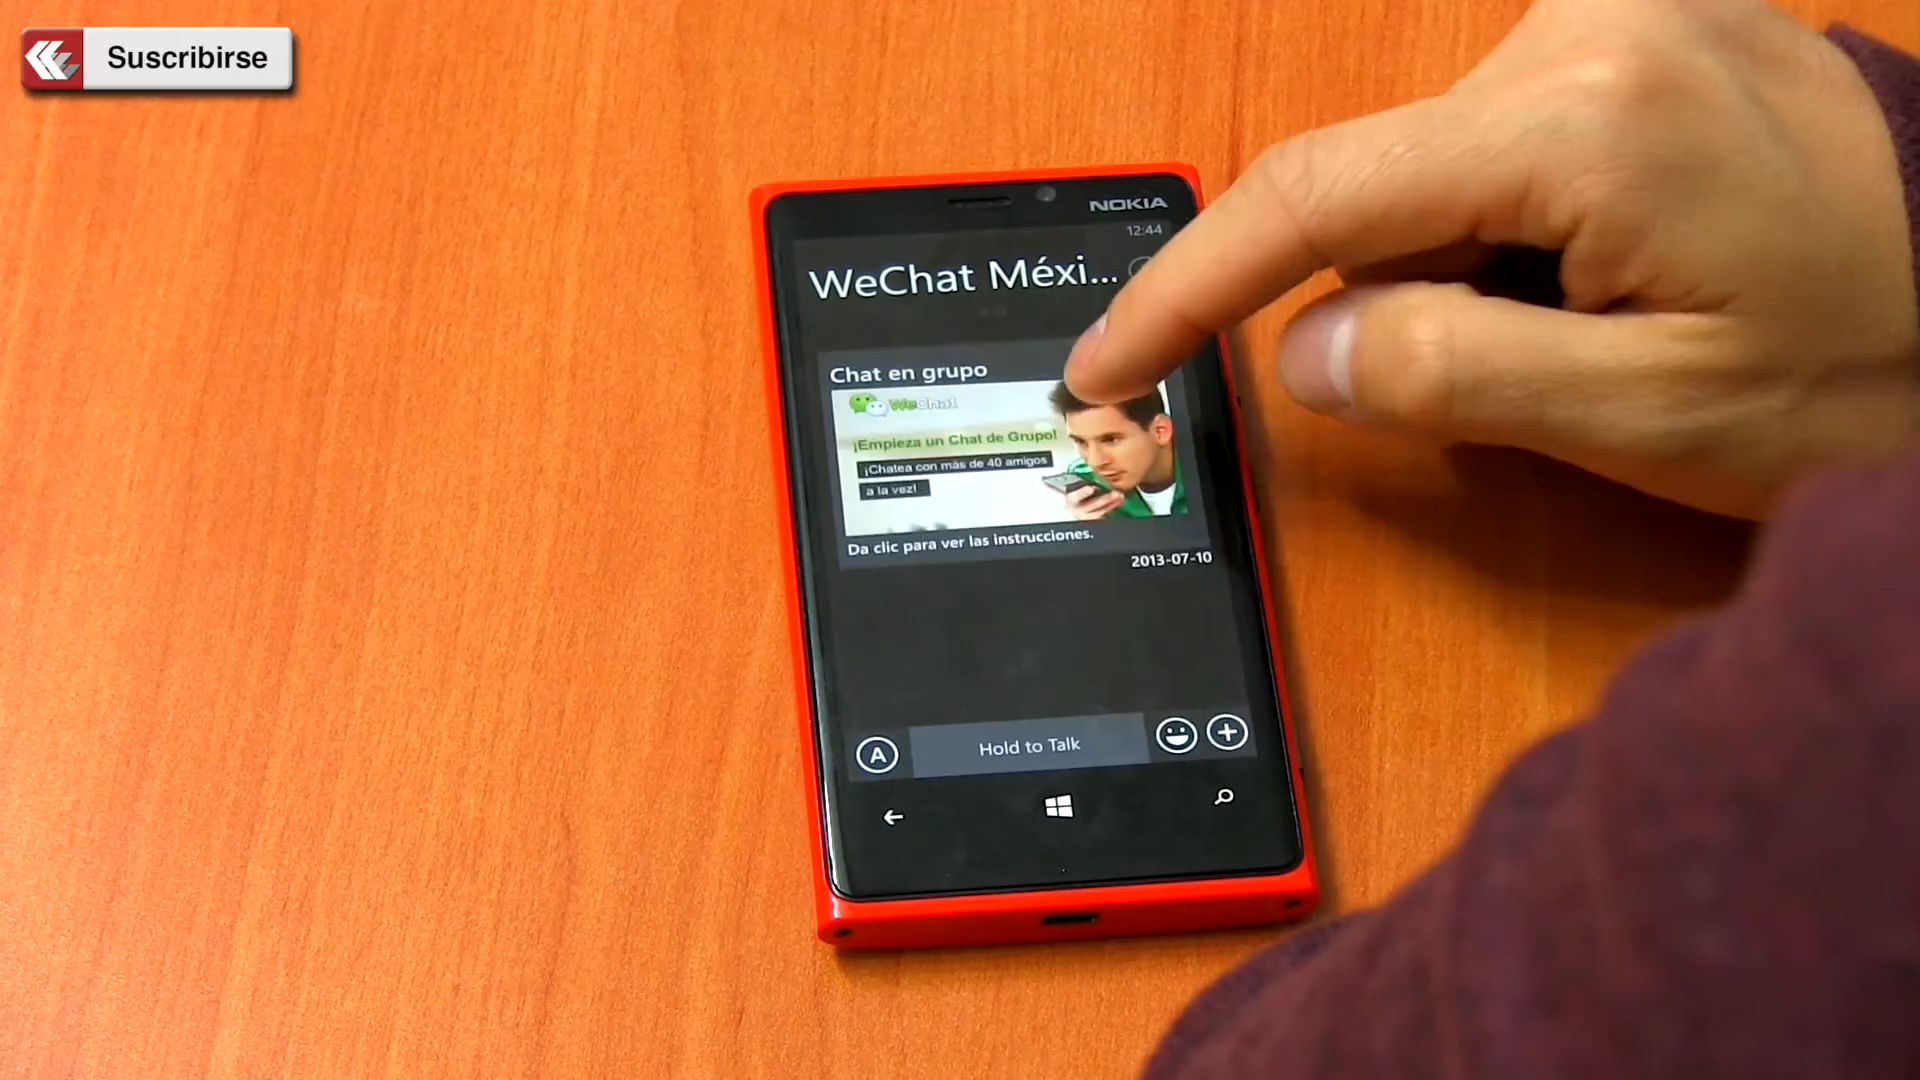 Suscribirse
NOKIA
12:44
WeChat Méxi...
Chat en grupo
WeChat
¡Empieza un Chat de Grupo!
¡Chatea con más de 40 amigos
a la vez!
Da clic para ver las instrucciones.
2013-07-10
A
Hold to Talk